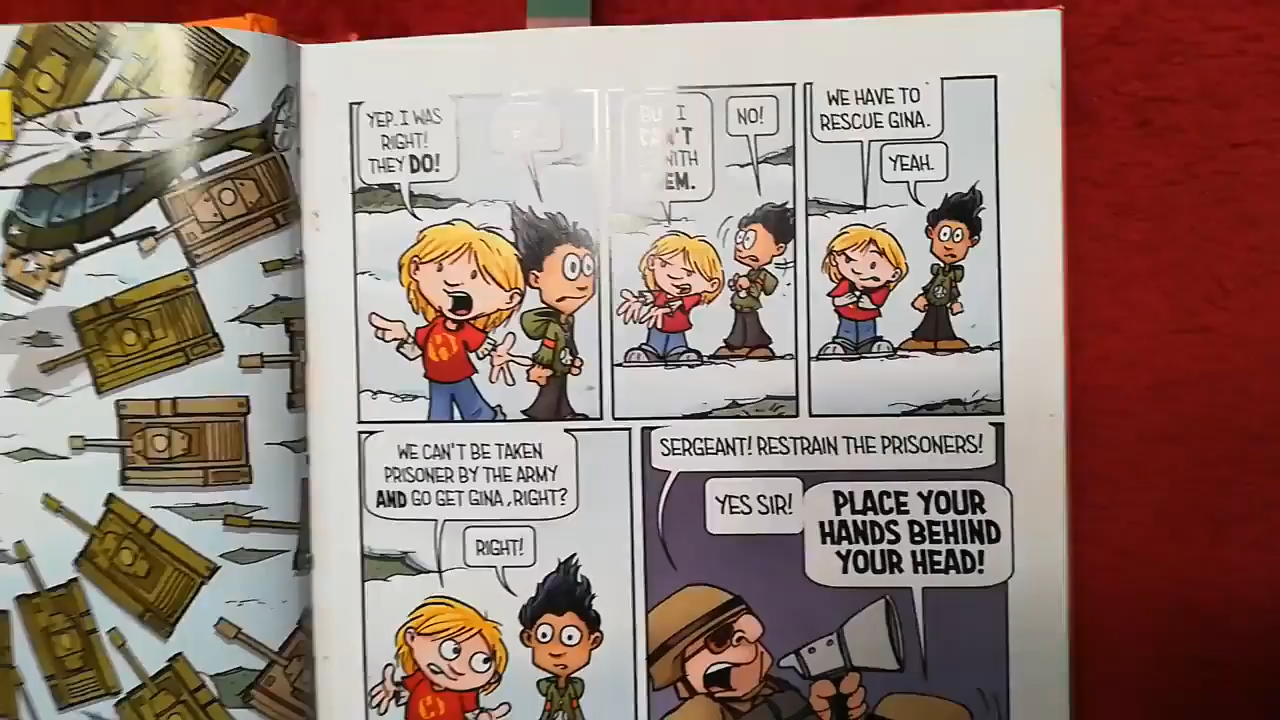 YEP. I WAS
RIGHT!
THEY DO!
I
CAN'T
NO!
WE HAVE TO
RESCUE GINA.
YEAH.
WE CAN'T BE TAKEN
PRISONER BY THE ARMY
AND GO GET GINA, RIGHT?
RIGHT!
SERGEANT! RESTRAIN THE PRISONERS!
YES SIR!
PLACE YOUR
HANDS BEHIND
YOUR HEAD!